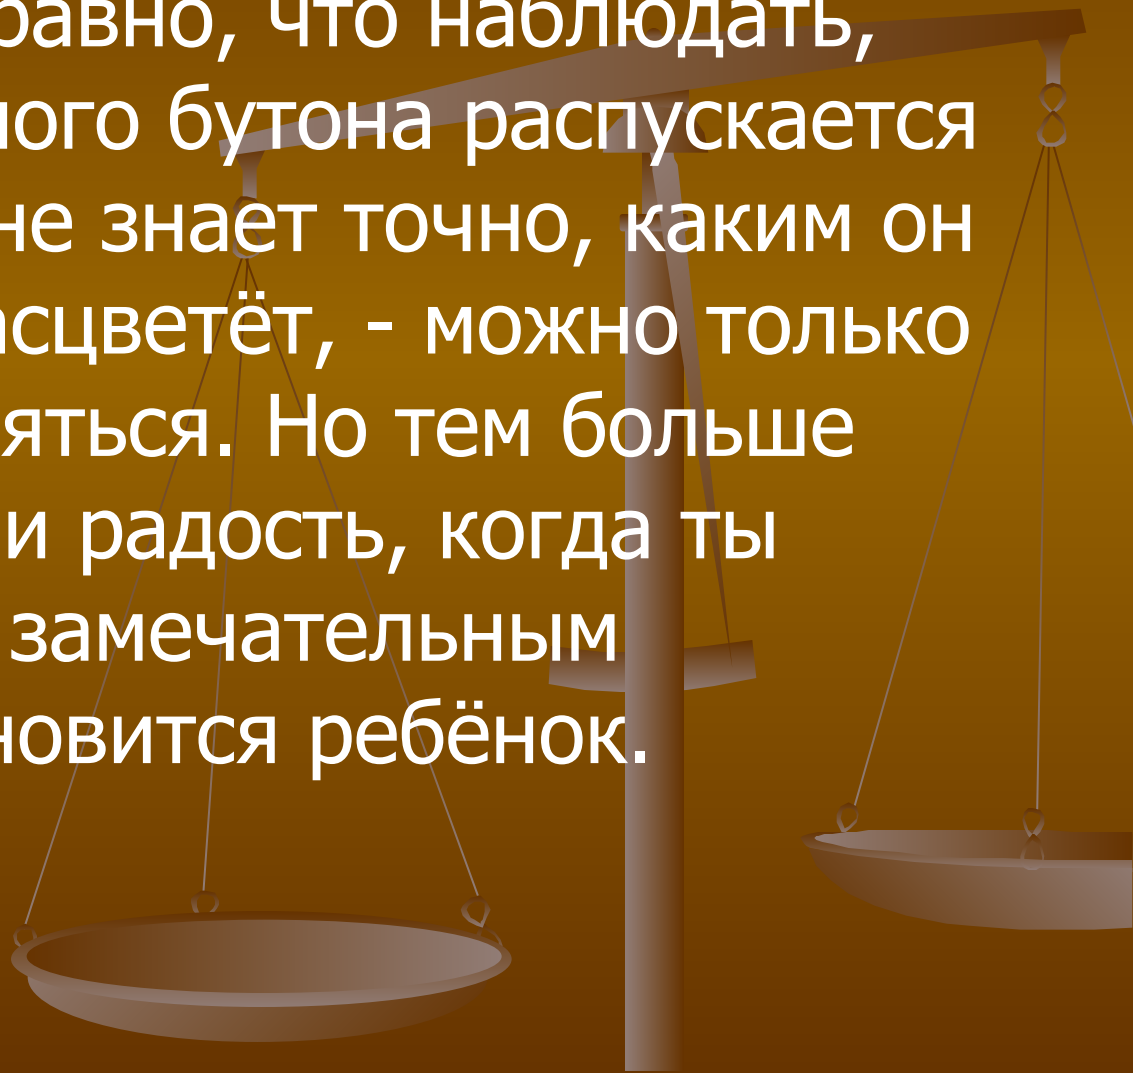 равно, что наблюдать,
ного бутона распускается
не знает точно, каким он
асцветёт, - можно только
яться. Но тем больше
и радость, когда ты
замечательным
новится ребёнок.